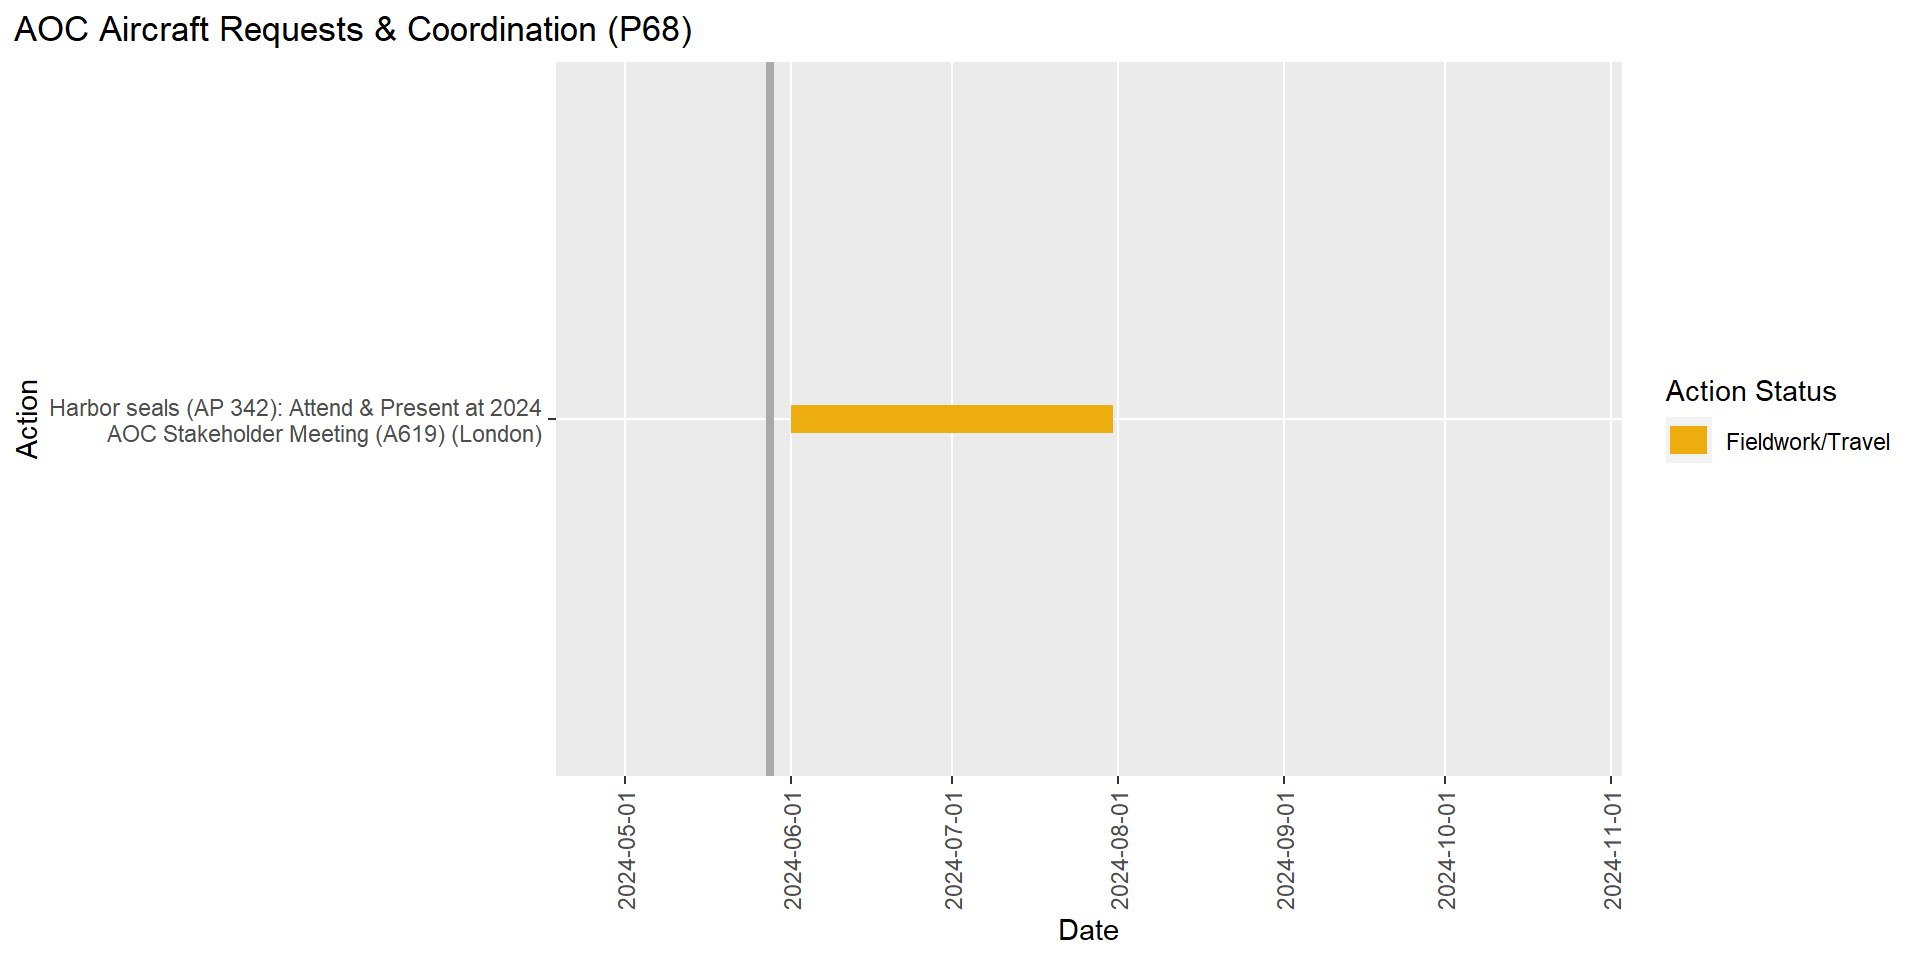 AOC Aircraft Requests & Coordination (P68)
Action
Harbor seals (AP 342): Attend & Present at 2024
AOC Stakeholder Meeting (A619) (London)
Action Status
Fieldwork/Travel
2024-05-01
2024-06-01
2024-07-01
2024-08-01
2024-09-01
2024-10-01
2024-11-01
Date